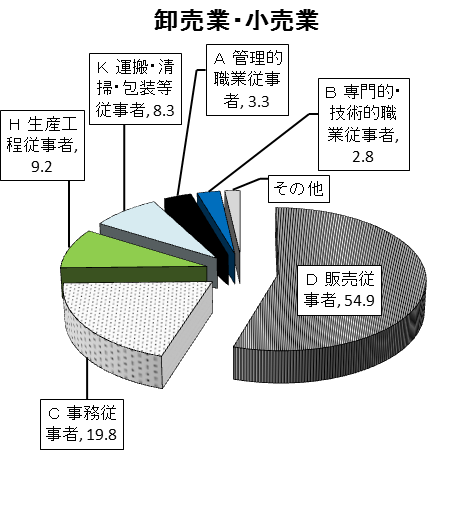 卸売業・小売業
A 管理的
職業従事
者, 3.3
K 運搬・清
掃・包装等
従事者, 8.3
B 専門的・
技術的職
業従事者,
2.8
H 生産工
程従事者,
9.2
その他
D 販売従
事者, 54.9
C 事務従
事者, 19.8